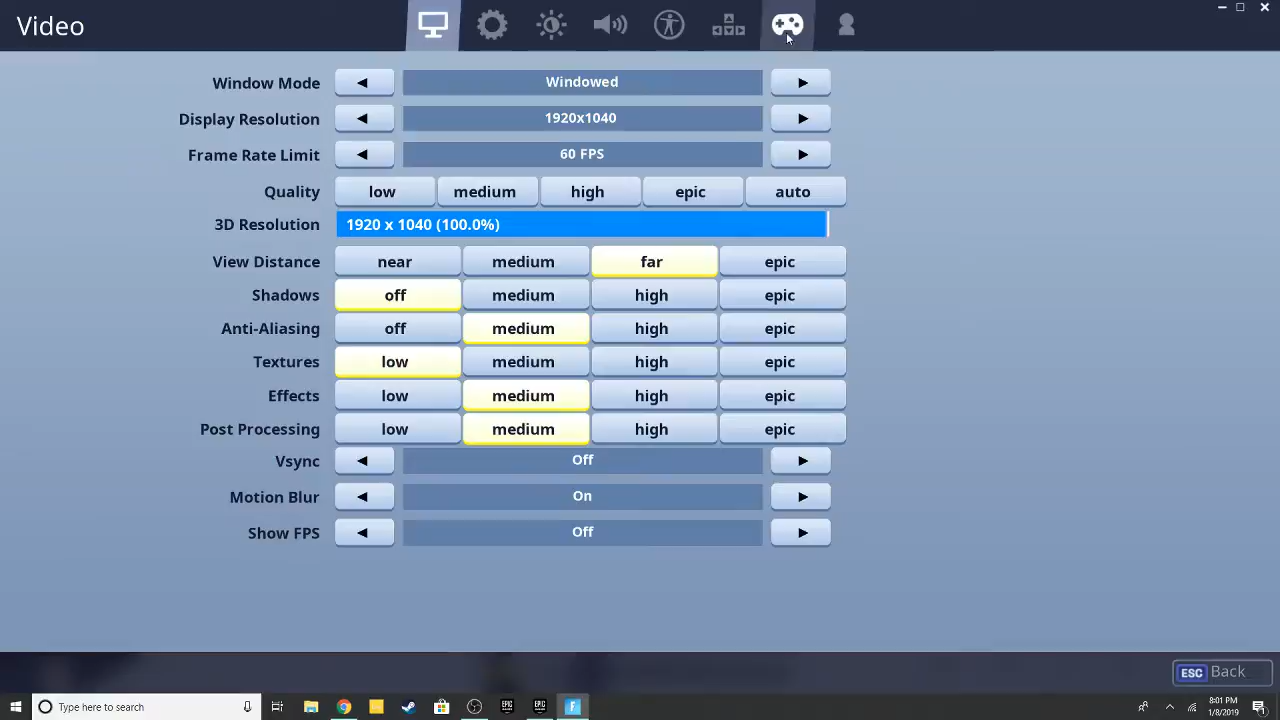 Video
Window Mode Windowed
Display Resolution 1920x1040
Frame Rate Limit 60 FPS
Quality low medium high epic auto
3D Resolution 1920 x 1040 (100.0%)
View Distance near medium far epic
Shadows off medium high epic
Anti-Aliasing off medium high epic
Textures low medium high epic
Effects low medium high epic
Post Processing low medium high epic
Vsync Off
Motion Blur On
Show FPS Off
ESC Back
Type here to search
8:01 PM
1/8/2019